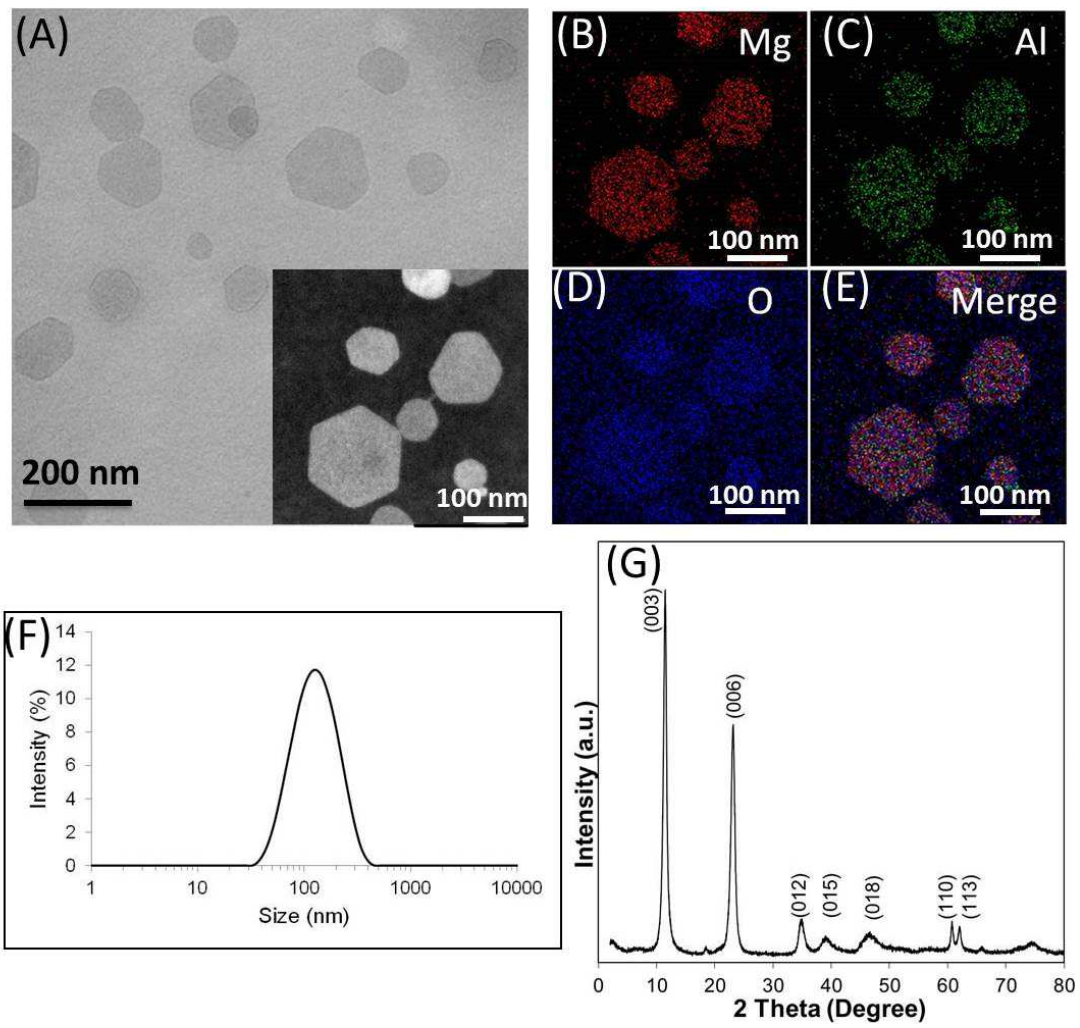 (A)
200 nm
100 nm
(B) Mg
100 nm
(C) Al
100 nm
(D) O
100 nm
(E) Merge
100 nm
(F)
Intensity (%)
14
12
10
8
6
4
2
0
1 10 100 1000 10000
Size (nm)
(G)
Intensity (a.u.)
(003)
(006)
(012)
(015)
(018)
(110)
(113)
0 10 20 30 40 50 60 70 80
2 Theta (Degree)